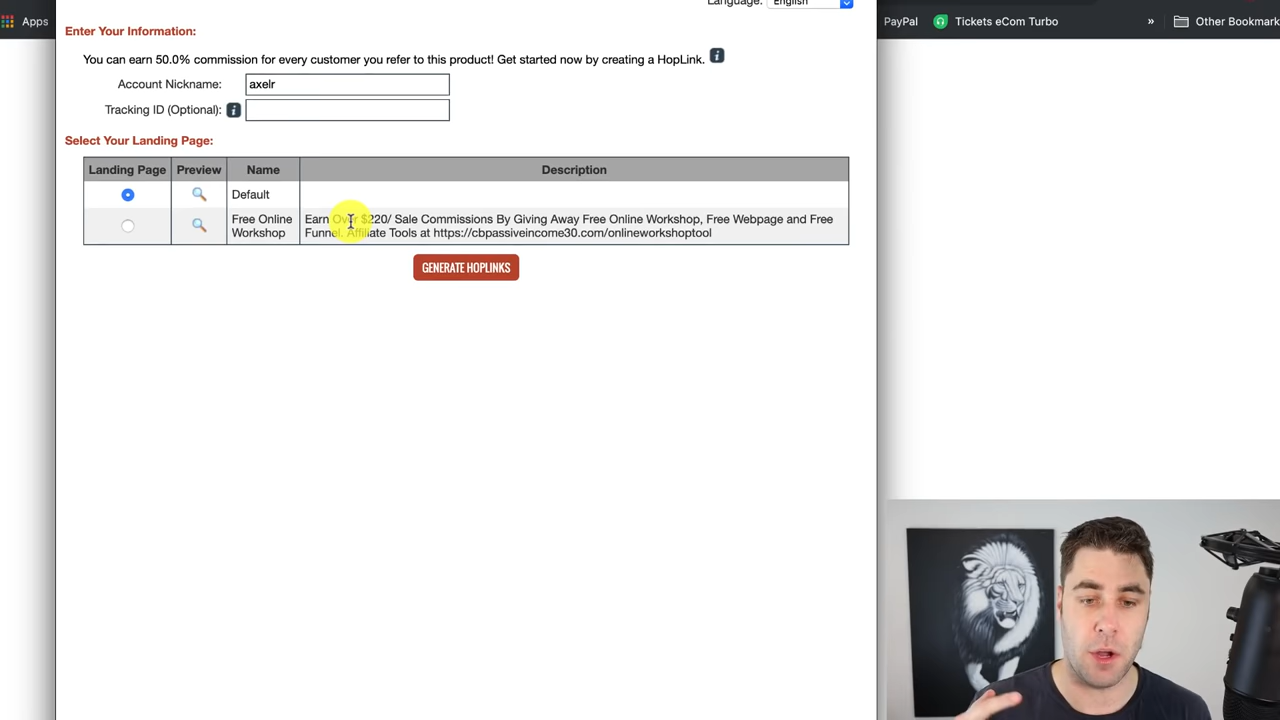 Language: English
Apps
PayPal
Tickets eCom Turbo
»
Other Bookmark
Enter Your Information:
You can earn 50.0% commission for every customer you refer to this product! Get started now by creating a HopLink.
Account Nickname: axelr
Tracking ID (Optional):
Select Your Landing Page:
Landing Page Preview Name Description
Default
Free Online Earn Over $220/ Sale Commissions By Giving Away Free Online Workshop, Free Webpage and Free
Workshop Funnel. Affiliate Tools at https://cbpassiveincome30.com/onlineworkshoptool
GENERATE HOPLINKS